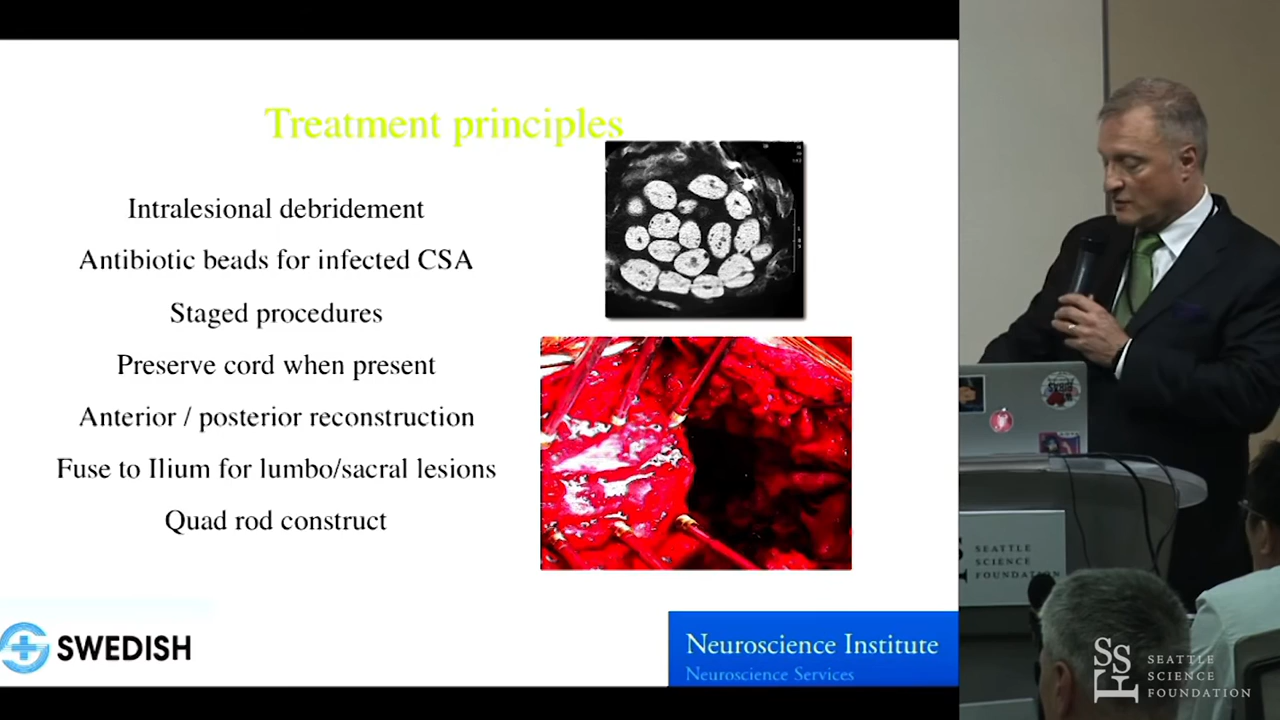 Treatment principles
Intralesional debridement
Antibiotic beads for infected CSA
Staged procedures
Preserve cord when present
Anterior / posterior reconstruction
Fuse to Ilium for lumbo/sacral lesions
Quad rod construct
SWEDISH
Neuroscience Institute
Neuroscience Services
SEATTLE
SCIENCE
FOUNDATION
SSF
SEATTLE
SCIENCE
FOUNDATION